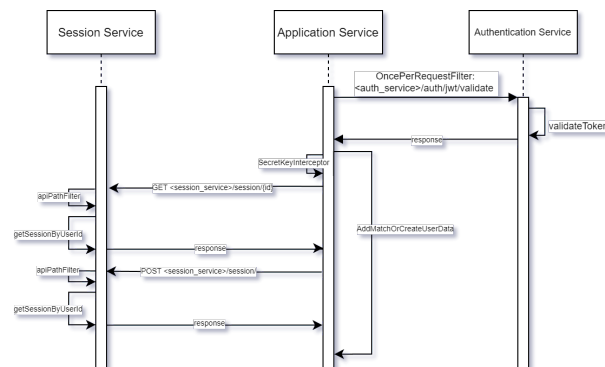 Session Service
Application Service
Authentication Service
OncePerRequestFilter:
<auth_service>/auth/jwt/validate
validateToken
response
SecretKeyInterceptor
GET <session_service>/session/{id}
apiPathFilter
AddMatchOrCreateUserData
getSessionByUserId
response
POST <session_service>/session/
apiPathFilter
getSessionByUserId
response